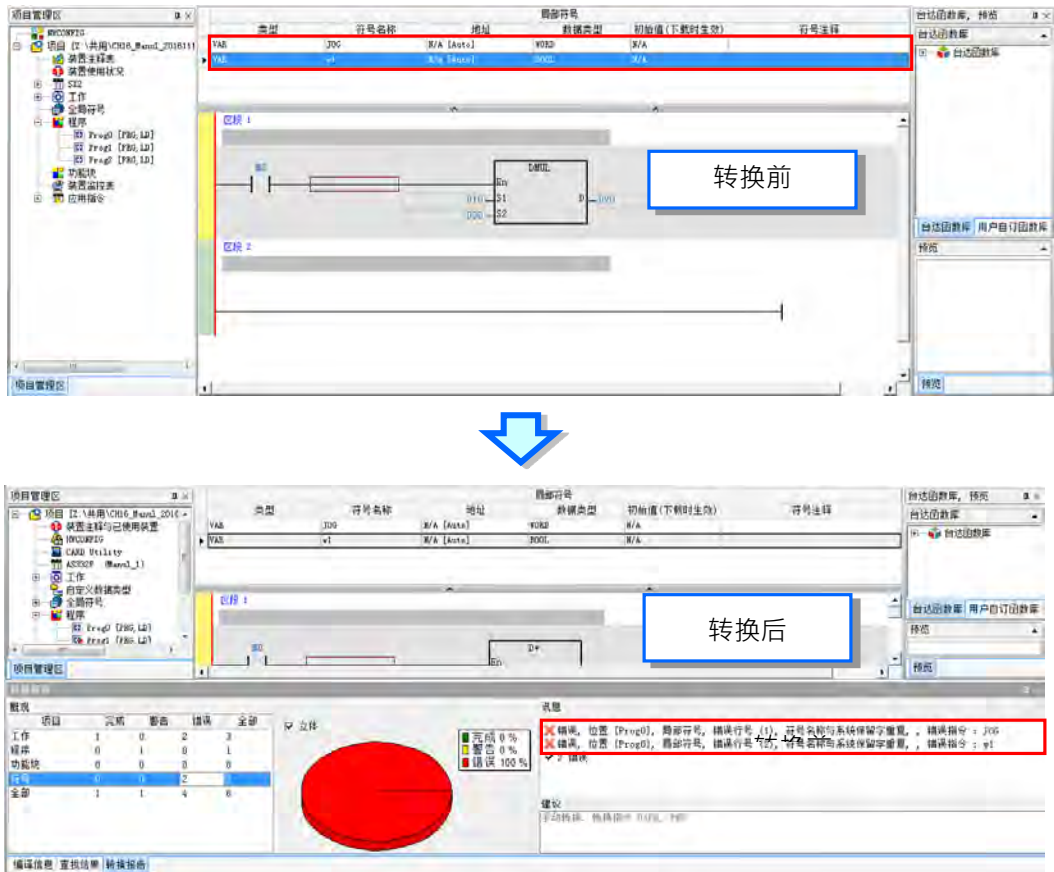 项目管理区
局部符号
台达函数库, 预览
类型 符号名称 地址 数据类型 初始值(下载时生效) 符号注释
台达函数库
NWCONFIG
VAR JOG N/A [Auto] WORD N/A
VAR w1 N/A [Auto] BOOL N/A
台达函数库
装置注释表
装置使用状况
SX2
工作
全局符号
程序
Prog0 [PRG,LD]
Prog1 [PRG,LD]
Prog2 [PRG,LD]
功能块
装置监控表
应用指令
区段 1
M0
DMUL
En
S1
D
S2
转换前
区段 2
台达函数库 用户自订函数库
预览
项目管理区
预览
项目管理区
局部符号
台达函数库, 预览
类型 符号名称 地址 数据类型 初始值(下载时生效) 符号注释
台达函数库
VAR JOG N/A [Auto] WORD N/A
VAR w1 N/A [Auto] BOOL N/A
台达函数库
装置注释与已使用装置
HWCONFIG
CARD Utility
工作
自定义数据类型
全局符号
程序
Prog0 [PRG,LD]
Prog1 [PRG,LD]
区段 1
M0
D*
En
转换后
台达函数库 用户自订函数库
预览
项目管理区
预览
概观
讯息
项目 完成 警告 错误 全部
工作 1 0 2 3
程序 0 1 0 1
功能块 0 0 0 0
符号 0 0 2
全部 1 1 4 6
立体
完成 0 %
警告 0 %
错误 100 %
错误, 位置 [Prog0], 局部符号, 错误行号 (1), 符号名称与系统保留字重复, , 错误指令 : JOG
错误, 位置 [Prog0], 局部符号, 错误行号 (2), 符号名称与系统保留字重复, , 错误指令 : w1
2 错误
建议
编译信息 查找结果 转换报告